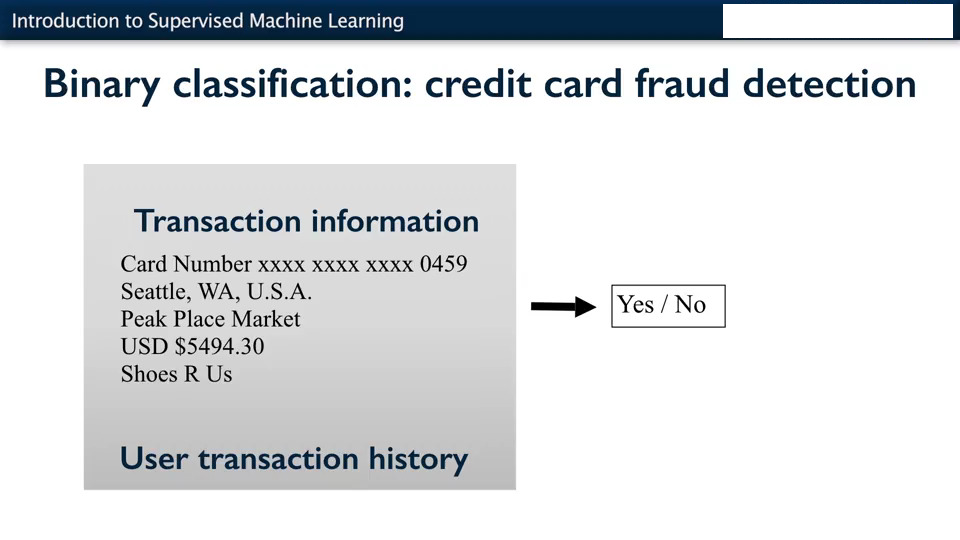 Introduction to Supervised Machine Learning
Binary classification: credit card fraud detection
Transaction information
Card Number xxxx xxxx xxxx 0459
Seattle, WA, U.S.A.
Peak Place Market
USD $5494.30
Shoes R Us
Yes / No
User transaction history